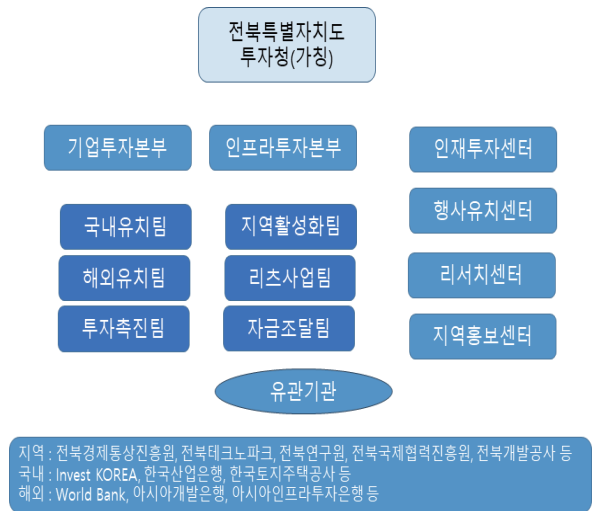 전북특별자치도
투자청(가칭)
기업투자본부
인프라투자본부
인재투자센터
국내유치팀
지역활성화팀
행사유치센터
해외유치팀
리츠사업팀
리서치센터
투자촉진팀
자금조달팀
지역홍보센터
유관기관
지역 : 전북경제통상진흥원, 전북테크노파크, 전북연구원, 전북국제협력진흥원, 전북개발공사 등
국내 : Invest KOREA, 한국산업은행, 한국토지주택공사 등
해외 : World Bank, 아시아개발은행, 아시아인프라투자은행 등